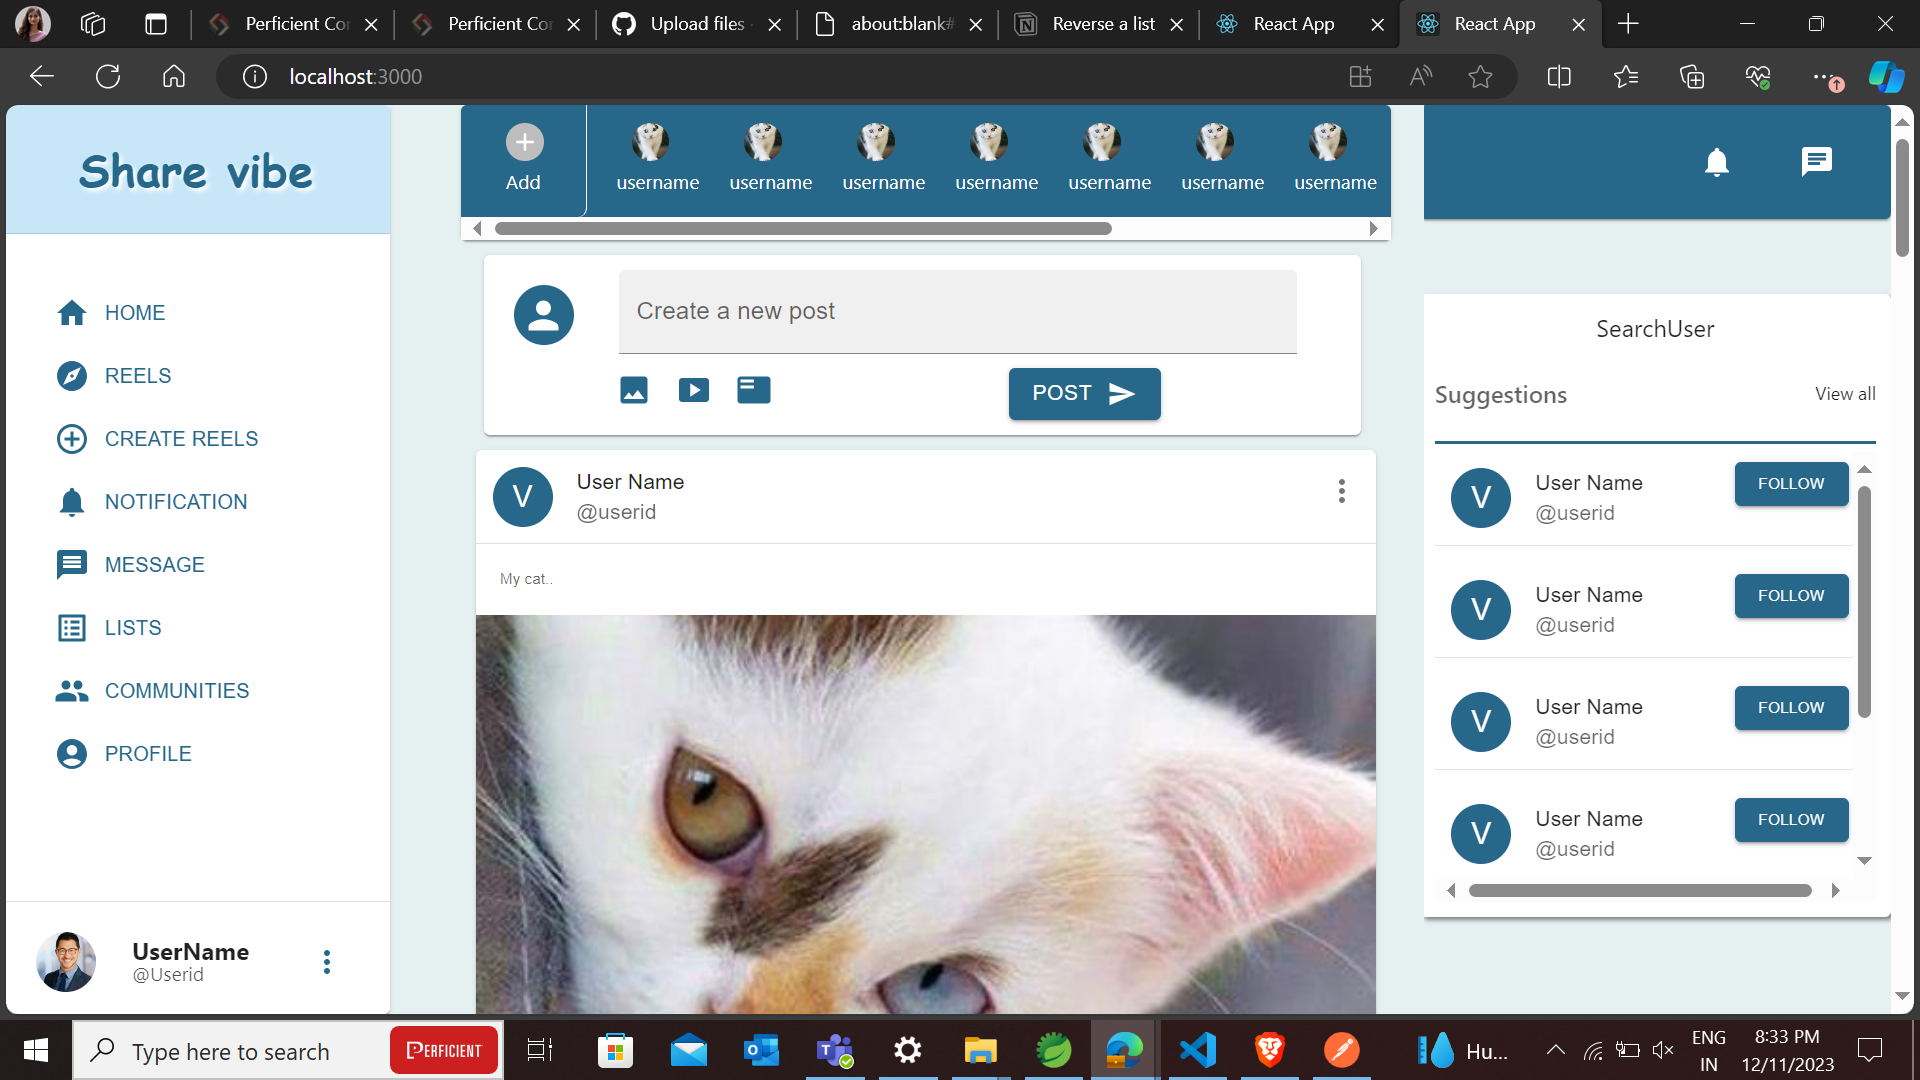 Perficient Cor
Perficient Cor
Upload files ·
about:blank#
Reverse a list
React App
React App
localhost:3000
Share vibe
HOME
REELS
CREATE REELS
NOTIFICATION
MESSAGE
LISTS
COMMUNITIES
PROFILE
UserName
@Userid
Add
username
username
username
username
username
username
username
Create a new post
POST
V
User Name
@userid
My cat..
SearchUser
Suggestions
View all
V
User Name
@userid
FOLLOW
V
User Name
@userid
FOLLOW
V
User Name
@userid
FOLLOW
V
User Name
@userid
FOLLOW
Type here to search
PERFICIENT
Hu...
ENG
IN
8:33 PM
12/11/2023